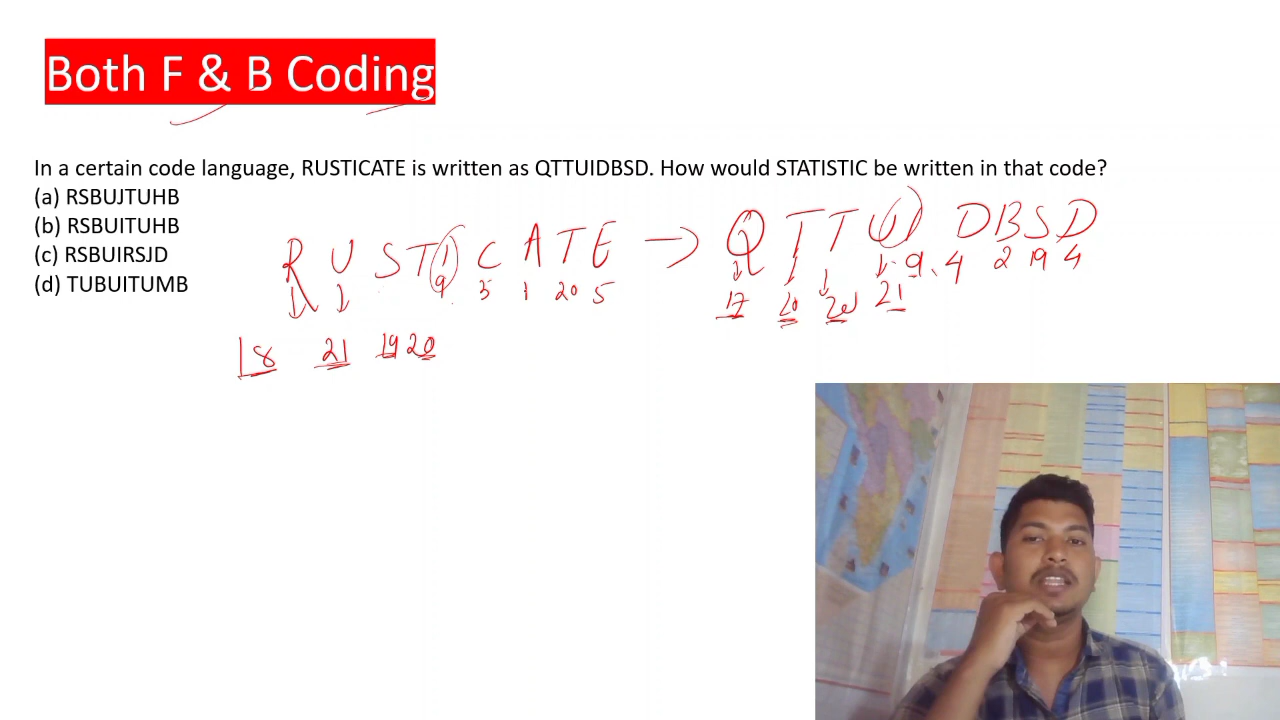 Both F & B Coding
In a certain code language, RUSTICATE is written as QTTUIDBSD. How would STATISTIC be written in that code?
(a) RSBUJTUHB
(b) RSBUITUHB
(c) RSBUIRSJD
(d) TUBUITUMB
R U S T I C A T E → Q T T U I D B S D
9 3 1 20 5 17 20 20 21 9 4 2 19 4
18 21 19 20